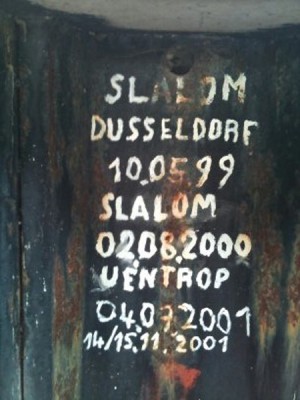 SLALOM
DUSSELDORF
10.05.99
SLALOM
02.08.2000
UENTROP
04.07.2001
14/15.11.2001